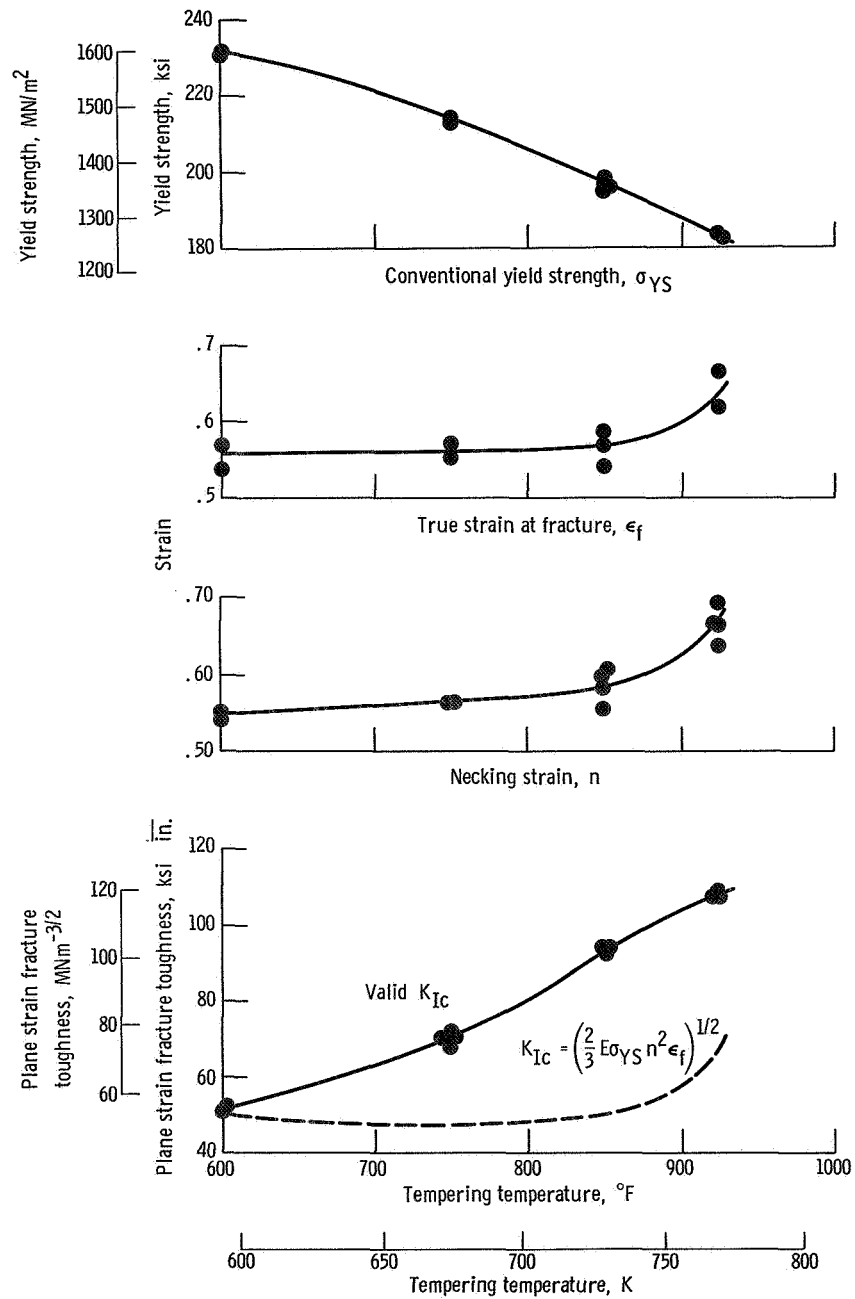 Yield strength, MN/m²
1600
1500
1400
1300
1200
Yield strength, ksi
240
220
200
180
Conventional yield strength, σYS
Strain
.7
.6
.5
True strain at fracture, ϵf
.70
.60
.50
Necking strain, n
Plane strain fracture
toughness, MNm⁻³/²
120
100
80
60
Plane strain fracture toughness, ksi √in.
120
100
80
60
40
Valid KIc
KIc = (2/3 EσYS n²ϵf)^1/2
600 700 800 900 1000
Tempering temperature, °F
600 650 700 750 800
Tempering temperature, K